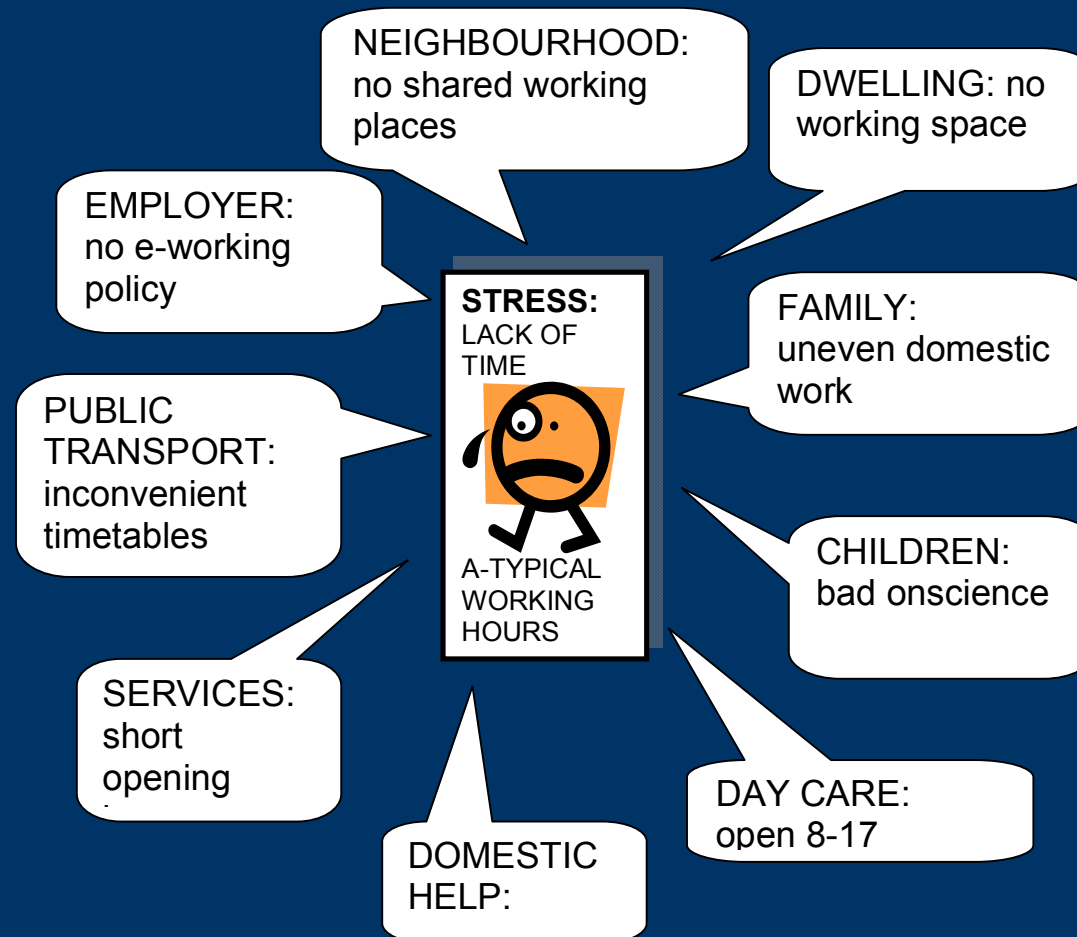 NEIGHBOURHOOD:
no shared working
places
DWELLING: no
working space
EMPLOYER:
no e-working
policy
STRESS:
LACK OF
TIME
FAMILY:
uneven domestic
work
PUBLIC
TRANSPORT:
inconvenient
timetables
CHILDREN:
bad onscience
A-TYPICAL
WORKING
HOURS
SERVICES:
short
opening
DAY CARE:
open 8-17
DOMESTIC
HELP: